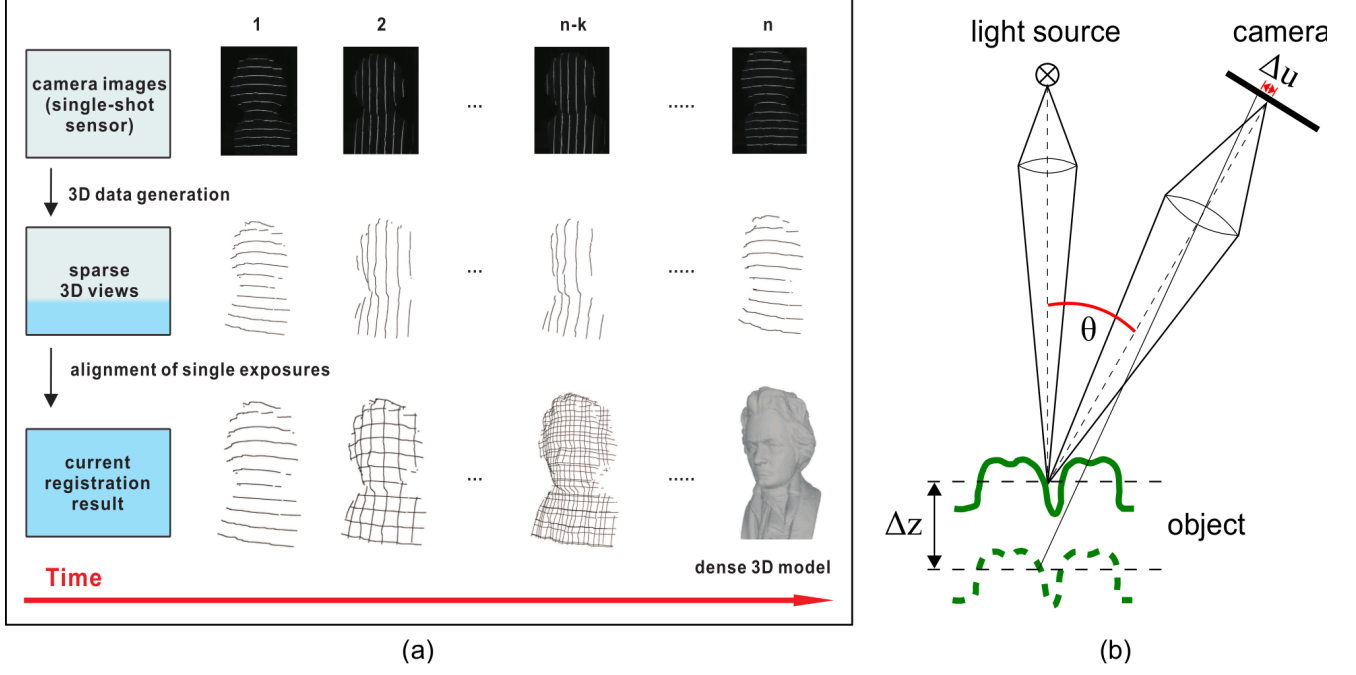 1 2 n-k n
camera images
(single-shot
sensor)
... .....
3D data generation
sparse
3D views
... .....
alignment of single exposures
current
registration
result
... .....
dense 3D model
Time
(a)
light source
camera
Δu
θ
Δz
object
(b)